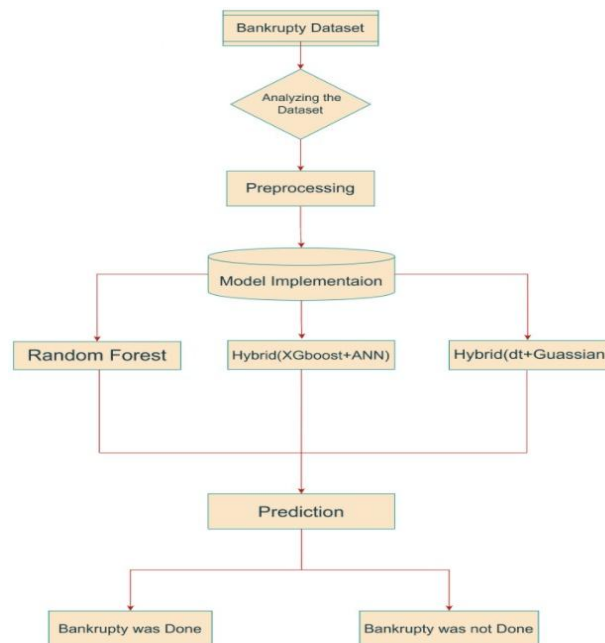 Bankrupty Dataset
Analyzing the
Dataset
Preprocessing
Model Implementaion
Random Forest
Hybrid(XGboost+ANN)
Hybrid(dt+Guassian
Prediction
Bankrupty was Done
Bankrupty was not Done